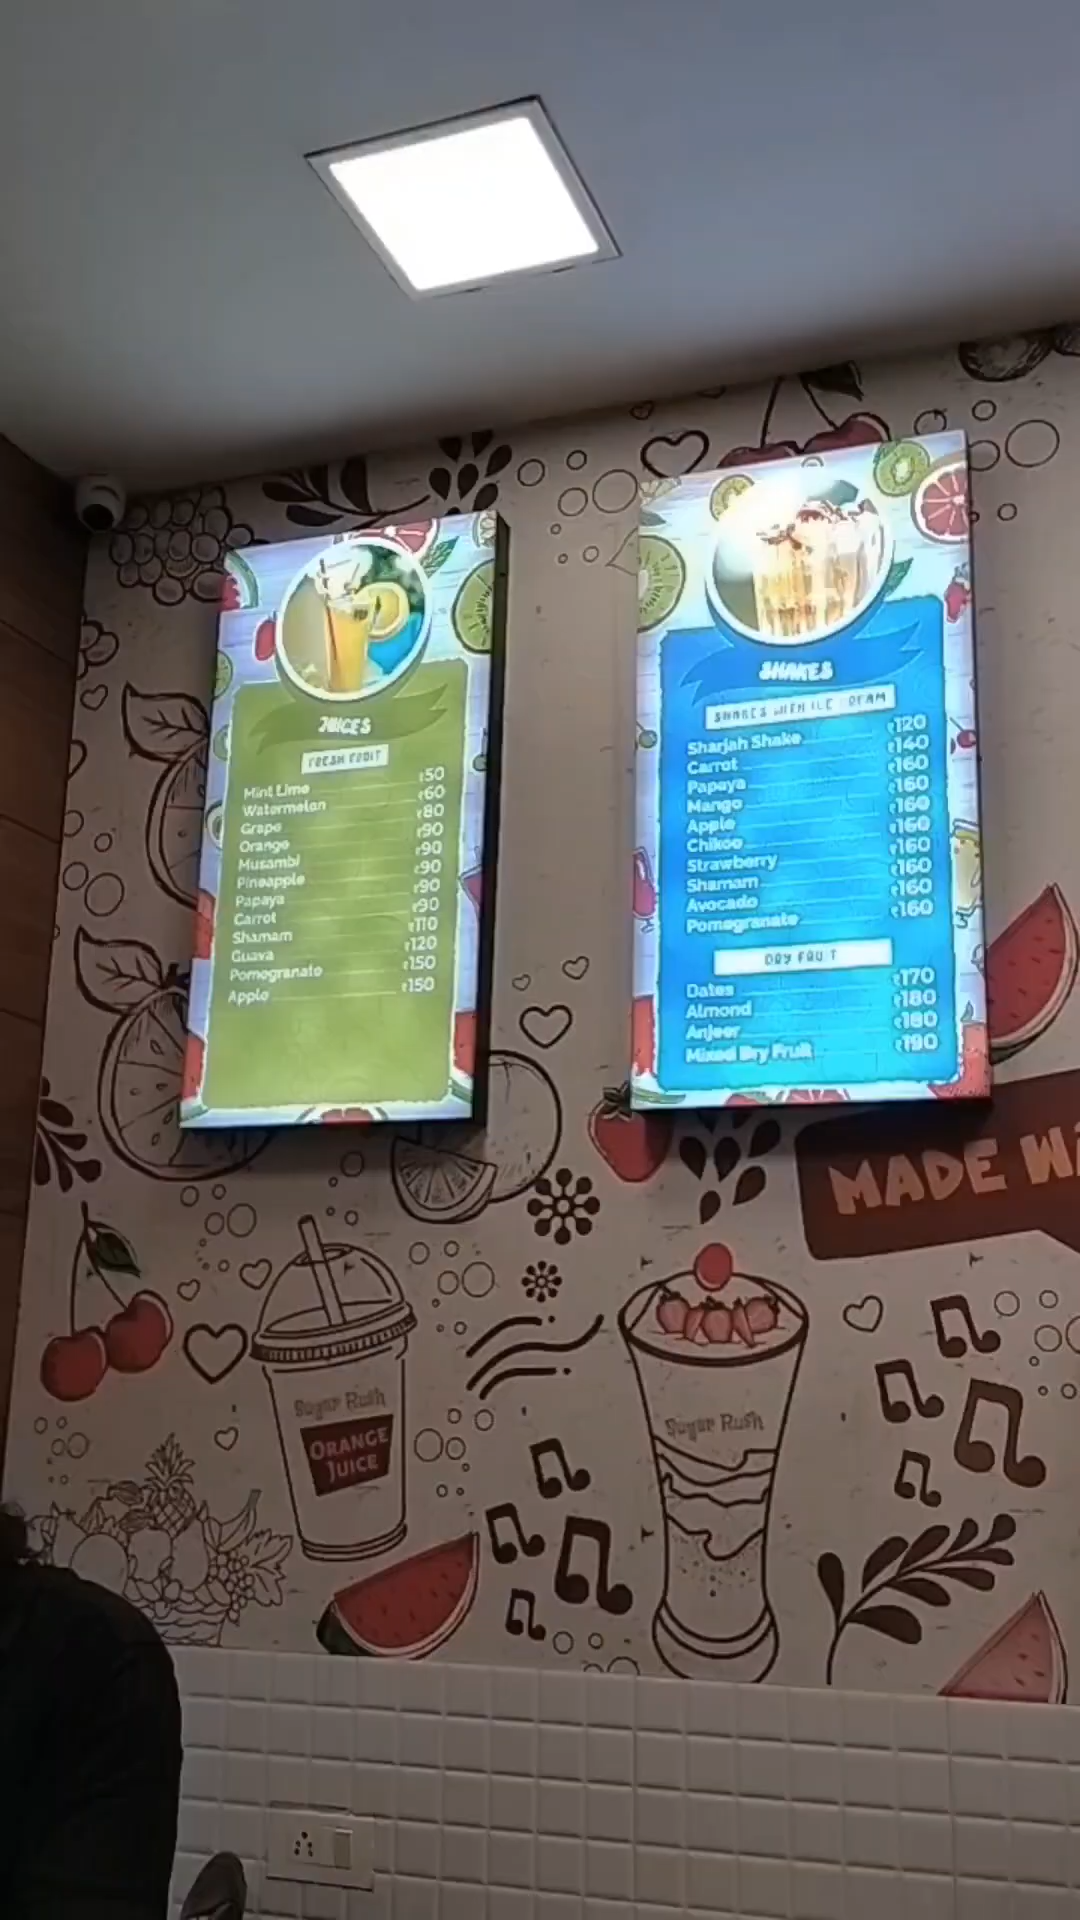 JUICES
FRESH FRUIT
Mint Lime ₹50
Watermelon ₹60
Grape ₹80
Orange ₹90
Musambi ₹90
Pineapple ₹90
Papaya ₹90
Carrot ₹90
Shamam ₹110
Guava ₹120
Pomegranate ₹150
Apple ₹150
SHAKES
SHAKES WITH ICE CREAM
Sharjah Shake ₹120
Carrot ₹140
Papaya ₹160
Mango ₹160
Apple ₹160
Chikoo ₹160
Strawberry ₹160
Shamam ₹160
Avocado ₹160
Pomegranate ₹160
DRY FRUIT
Dates ₹170
Almond ₹180
Anjeer ₹180
Mixed Dry Fruit ₹190
MADE Wi
Sugar Rush
ORANGE
JUICE
Sugar Rush